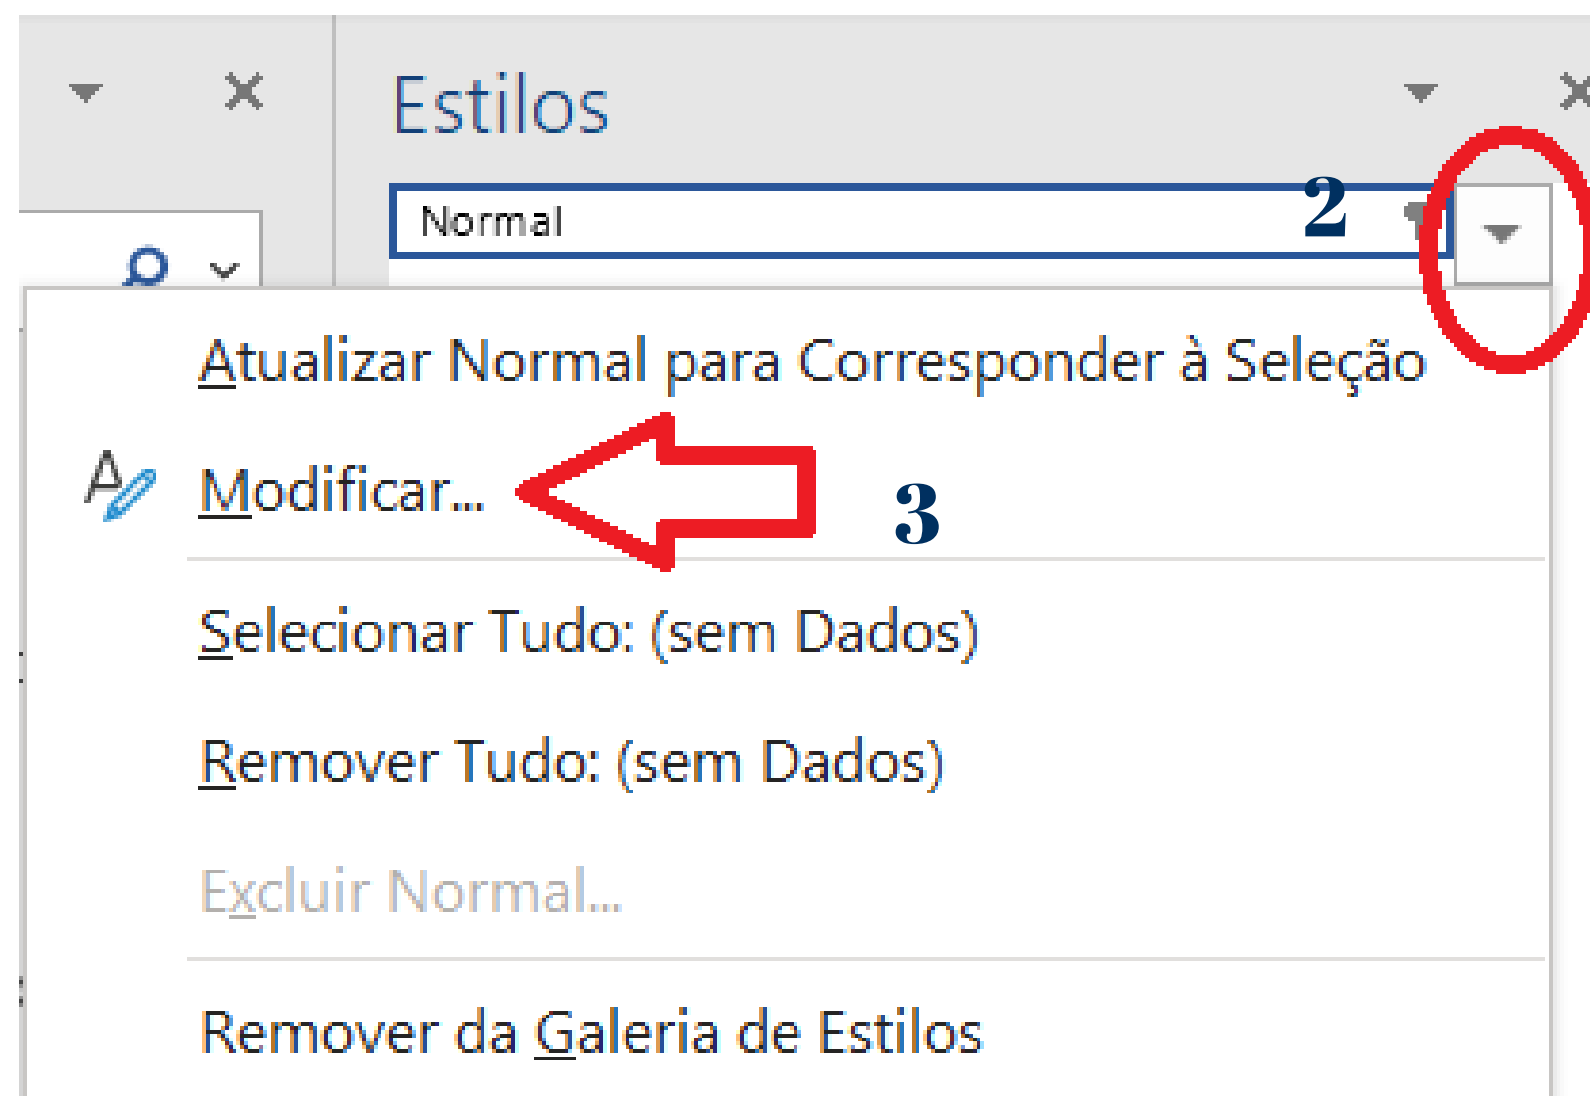 Estilos
Normal
2
Atualizar Normal para Corresponder à Seleção
Modificar...
3
Selecionar Tudo: (sem Dados)
Remover Tudo: (sem Dados)
Excluir Normal...
Remover da Galeria de Estilos